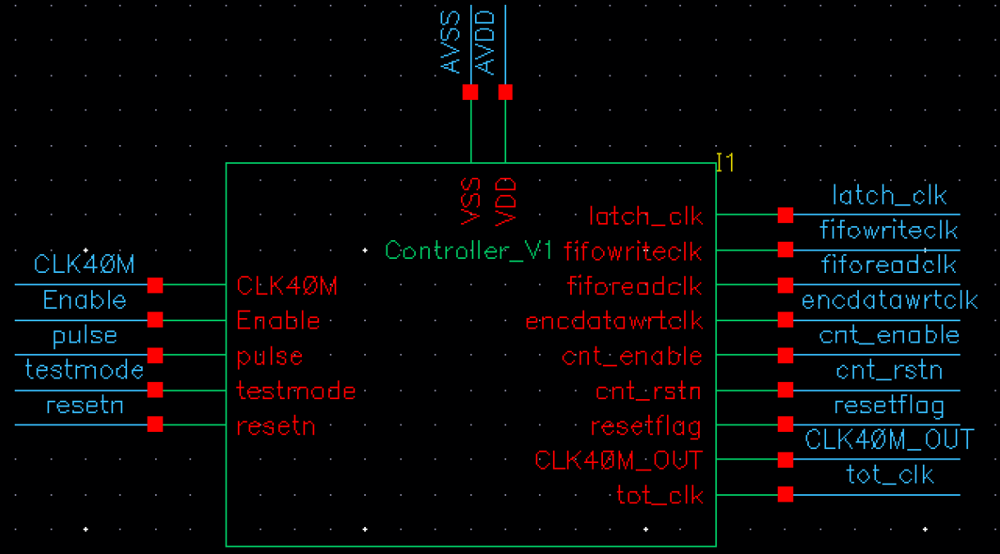 AVSS
AVDD
I1
VSS
VDD
latch_clk
latch_clk
Controller_V1
fifowriteclk
fifowriteclk
CLK40M
CLK40M
fiforeadclk
fiforeadclk
Enable
Enable
encdatawrtclk
encdatawrtclk
pulse
pulse
cnt_enable
cnt_enable
testmode
testmode
cnt_rstn
cnt_rstn
resetn
resetn
resetflag
resetflag
CLK40M_OUT
CLK40M_OUT
tot_clk
tot_clk